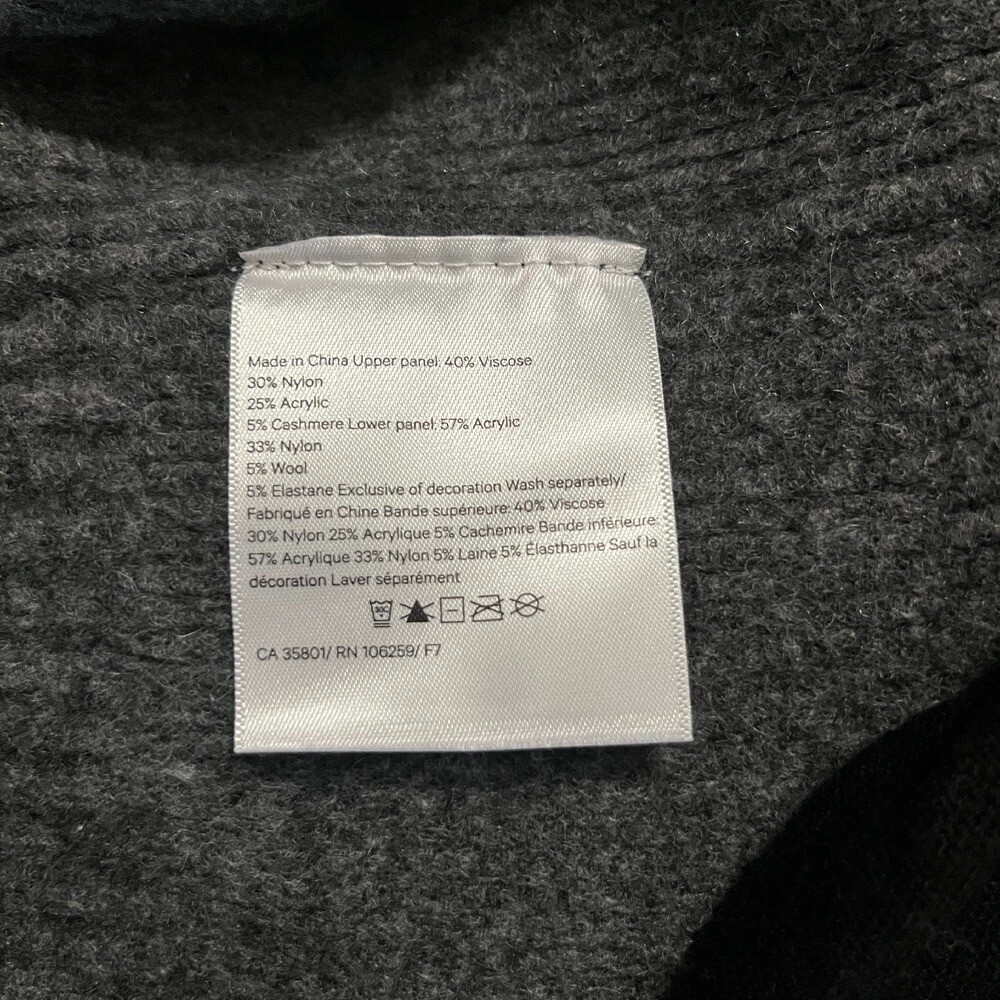 Made in China Upper panel: 40% Viscose
30% Nylon
25% Acrylic
5% Cashmere Lower panel: 57% Acrylic
33% Nylon
5% Wool
5% Elastane Exclusive of decoration Wash separately/
Fabriqué en Chine Bande supérieure: 40% Viscose
30% Nylon 25% Acrylique 5% Cachemire Bande inférieure:
57% Acrylique 33% Nylon 5% Laine 5% Élasthanne Sauf la
décoration Laver séparément
30C
CA 35801/ RN 106259/ F7